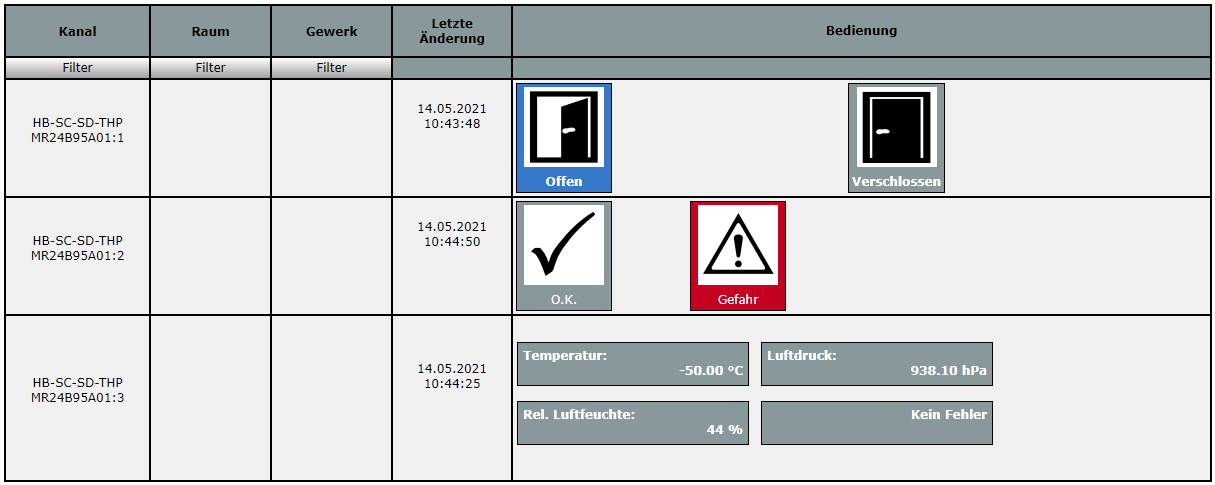 Kanal Raum Gewerk Letzte Änderung Bedienung
Filter Filter Filter
HB-SC-SD-THP
MR24B95A01:1
14.05.2021
10:43:48
Offen
Verschlossen
HB-SC-SD-THP
MR24B95A01:2
14.05.2021
10:44:50
O.K.
Gefahr
HB-SC-SD-THP
MR24B95A01:3
14.05.2021
10:44:25
Temperatur:
-50.00 °C
Luftdruck:
938.10 hPa
Rel. Luftfeuchte:
44 %
Kein Fehler